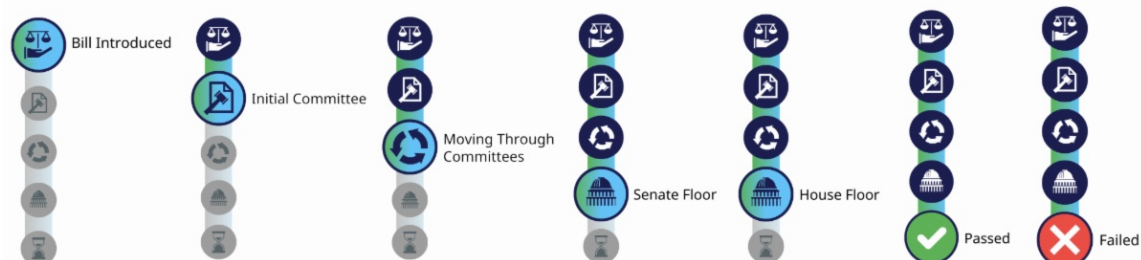 Bill Introduced
Initial Committee
Moving Through
Committees
Senate Floor
House Floor
Passed
Failed